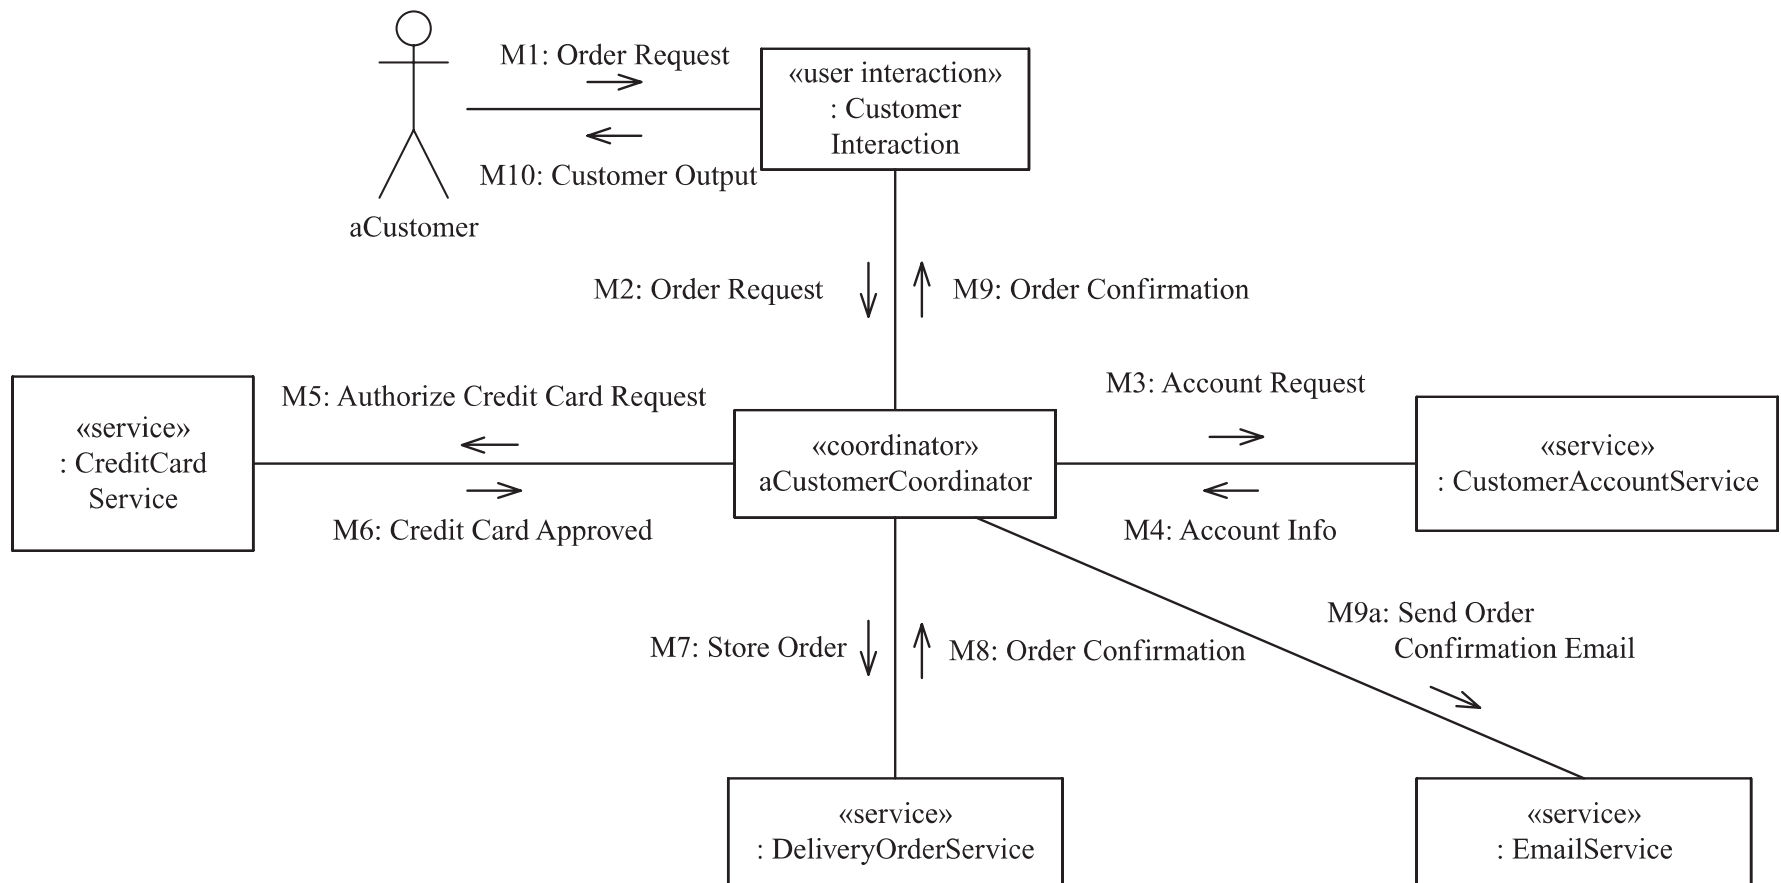 M1: Order Request
«user interaction»
: Customer
Interaction
M10: Customer Output
aCustomer
M2: Order Request
M9: Order Confirmation
«service»
: CreditCard
Service
M5: Authorize Credit Card Request
M6: Credit Card Approved
«coordinator»
aCustomerCoordinator
M3: Account Request
M4: Account Info
«service»
: CustomerAccountService
M7: Store Order
M8: Order Confirmation
M9a: Send Order
Confirmation Email
«service»
: DeliveryOrderService
«service»
: EmailService